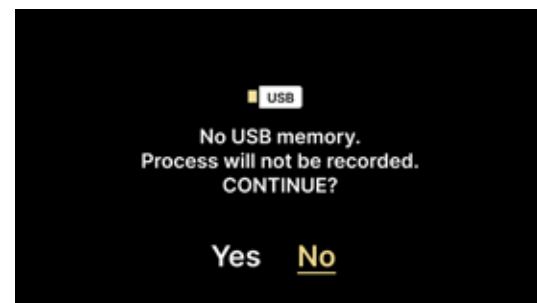 USB
No USB memory.
Process will not be recorded.
CONTINUE?
Yes No